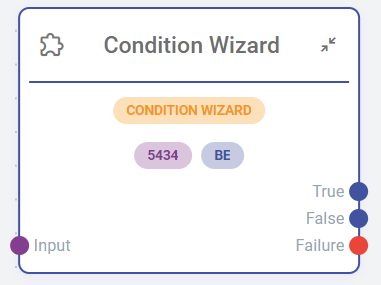 Condition Wizard
CONDITION WIZARD
5434 BE
True
False
Input Failure